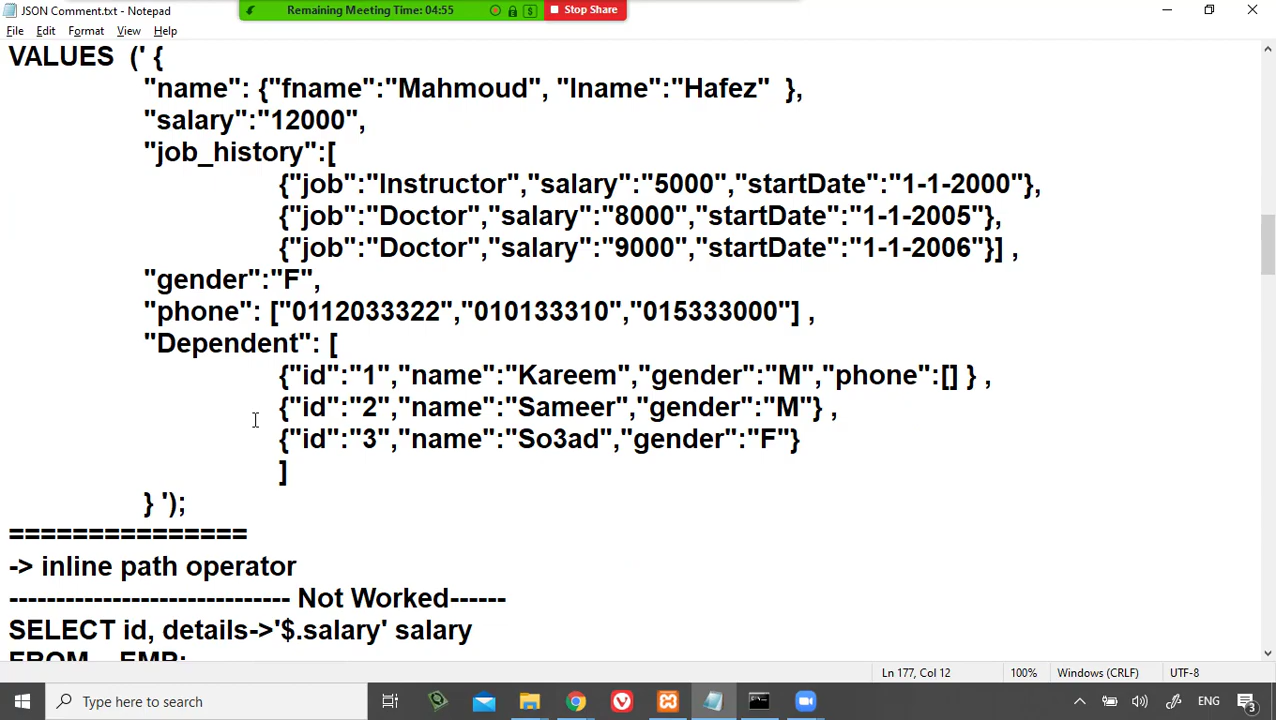 JSON Comment.txt - Notepad
Remaining Meeting Time: 04:55
Stop Share
File Edit Format View Help
VALUES (' {
"name": {"fname":"Mahmoud", "lname":"Hafez" },
"salary":"12000",
"job_history":[
{"job":"Instructor","salary":"5000","startDate":"1-1-2000"},
{"job":"Doctor","salary":"8000","startDate":"1-1-2005"},
{"job":"Doctor","salary":"9000","startDate":"1-1-2006"}] ,
"gender":"F",
"phone": ["0112033322","010133310","015333000"] ,
"Dependent": [
{"id":"1","name":"Kareem","gender":"M","phone":[] } ,
{"id":"2","name":"Sameer","gender":"M"} ,
{"id":"3","name":"So3ad","gender":"F"}
]
} ');
===============
-> inline path operator
---------------------------- Not Worked------
SELECT id, details->'$.salary' salary
FROM EMP;
Ln 177, Col 12
100%
Windows (CRLF)
UTF-8
Type here to search
ENG
3